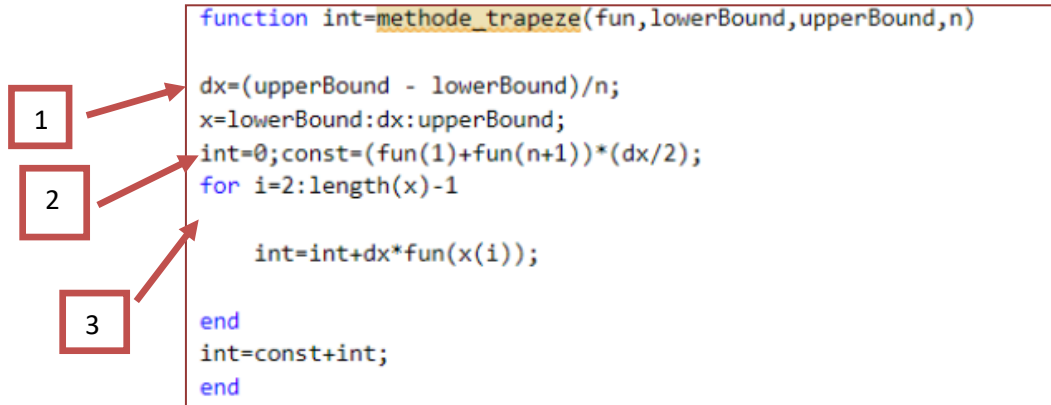 function int=methode_trapeze(fun,lowerBound,upperBound,n)
1
dx=(upperBound - lowerBound)/n;
x=lowerBound:dx:upperBound;
2
int=0;const=(fun(1)+fun(n+1))*(dx/2);
for i=2:length(x)-1
3
int=int+dx*fun(x(i));
end
int=const+int;
end